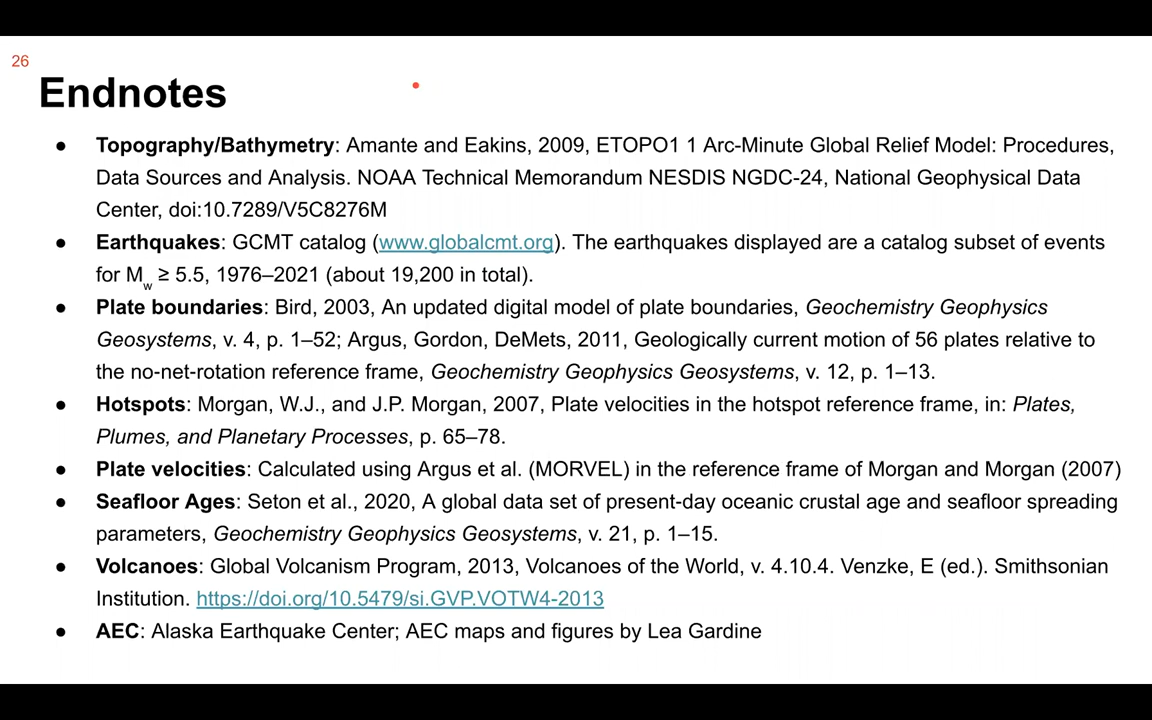 26
Endnotes
● Topography/Bathymetry: Amante and Eakins, 2009, ETOPO1 1 Arc-Minute Global Relief Model: Procedures,
Data Sources and Analysis. NOAA Technical Memorandum NESDIS NGDC-24, National Geophysical Data
Center, doi:10.7289/V5C8276M
● Earthquakes: GCMT catalog (www.globalcmt.org). The earthquakes displayed are a catalog subset of events
for Mw ≥ 5.5, 1976–2021 (about 19,200 in total).
● Plate boundaries: Bird, 2003, An updated digital model of plate boundaries, Geochemistry Geophysics
Geosystems, v. 4, p. 1–52; Argus, Gordon, DeMets, 2011, Geologically current motion of 56 plates relative to
the no-net-rotation reference frame, Geochemistry Geophysics Geosystems, v. 12, p. 1–13.
● Hotspots: Morgan, W.J., and J.P. Morgan, 2007, Plate velocities in the hotspot reference frame, in: Plates,
Plumes, and Planetary Processes, p. 65–78.
● Plate velocities: Calculated using Argus et al. (MORVEL) in the reference frame of Morgan and Morgan (2007)
● Seafloor Ages: Seton et al., 2020, A global data set of present-day oceanic crustal age and seafloor spreading
parameters, Geochemistry Geophysics Geosystems, v. 21, p. 1–15.
● Volcanoes: Global Volcanism Program, 2013, Volcanoes of the World, v. 4.10.4. Venzke, E (ed.). Smithsonian
Institution. https://doi.org/10.5479/si.GVP.VOTW4-2013
● AEC: Alaska Earthquake Center; AEC maps and figures by Lea Gardine